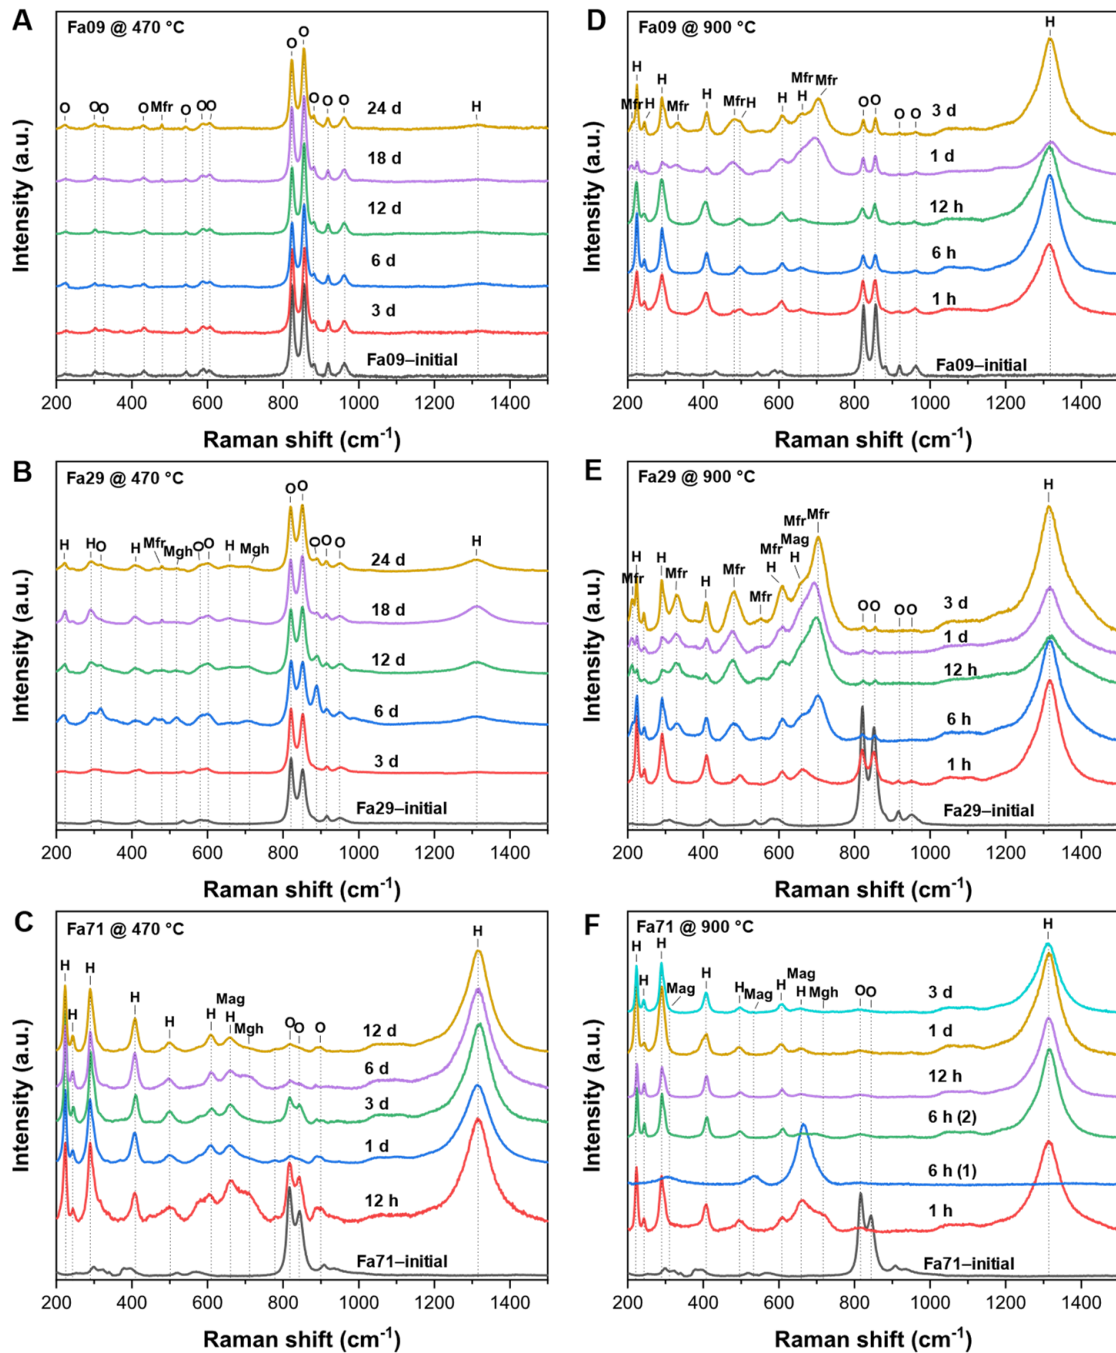 A
Fa09 @ 470 °C
O
O
O O O
O Mfr O O O
O O O
H
24 d
18 d
12 d
6 d
3 d
Fa09–initial
Intensity (a.u.)
200 400 600 800 1000 1200 1400
Raman shift (cm⁻¹)
D
Fa09 @ 900 °C
H
H
H
Mfr H Mfr
H
Mfr H
H
Mfr
H
Mfr
O O O O
3 d
1 d
12 h
6 h
1 h
Fa09–initial
Intensity (a.u.)
200 400 600 800 1000 1200 1400
Raman shift (cm⁻¹)
B
Fa29 @ 470 °C
O O
H H O H Mfr Mgh O O H Mgh O O O H
24 d
18 d
12 d
6 d
3 d
Fa29–initial
Intensity (a.u.)
200 400 600 800 1000 1200 1400
Raman shift (cm⁻¹)
E
Fa29 @ 900 °C
H
H
H
Mfr
Mfr
H
Mfr
Mfr
Mfr
H
Mfr
Mag
H
Mfr
O O O O
3 d
1 d
12 h
6 h
1 h
Fa29–initial
Intensity (a.u.)
200 400 600 800 1000 1200 1400
Raman shift (cm⁻¹)
C
Fa71 @ 470 °C
H
H
H
H
H
H
H
Mag
H
Mgh
O O O
H
12 d
6 d
3 d
1 d
12 h
Fa71–initial
Intensity (a.u.)
200 400 600 800 1000 1200 1400
Raman shift (cm⁻¹)
F
Fa71 @ 900 °C
H
H
H
H
Mag
H
H
Mag
H
Mag
H
Mgh
O O
3 d
1 d
12 h
6 h (2)
6 h (1)
1 h
Fa71–initial
Intensity (a.u.)
200 400 600 800 1000 1200 1400
Raman shift (cm⁻¹)